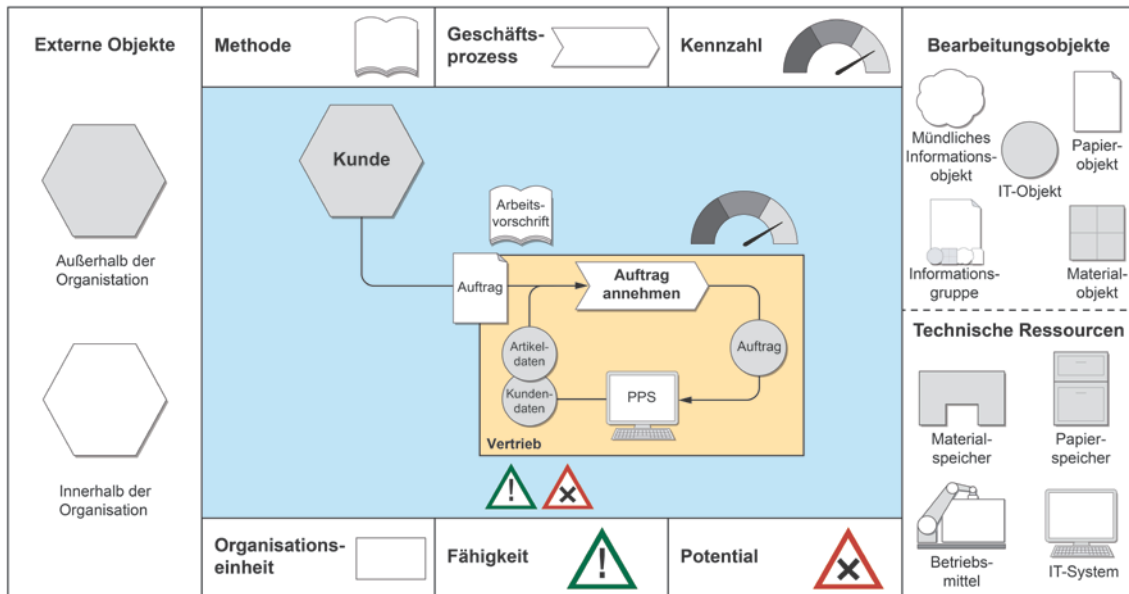 Externe Objekte
Außerhalb der
Organistation
Innerhalb der
Organisation
Methode
Geschäfts-
prozess
Kennzahl
Kunde
Arbeits-
vorschrift
Auftrag
Auftrag
annehmen
Artikel-
daten
Auftrag
Kunden-
daten
PPS
Vertrieb
Organisations-
einheit
Fähigkeit
Potential
Bearbeitungsobjekte
Mündliches
Informations-
objekt
IT-Objekt
Papier-
objekt
Informations-
gruppe
Material-
objekt
Technische Ressourcen
Material-
speicher
Papier-
speicher
Betriebs-
mittel
IT-System